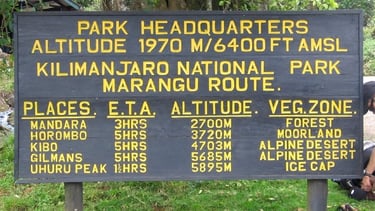 PARK HEADQUARTERS
ALTITUDE 1970 M/6400 FT AMSL
KILIMANJARO NATIONAL PARK
MARANGU ROUTE.
PLACES. E.T.A. ALTITUDE. VEG.ZONE.
MANDARA 3HRS 2700M FOREST
HOROMBO 5HRS 3720M MOORLAND
KIBO 5HRS 4703M ALPINE DESERT
GILMANS 5HRS 5685M ALPINE DESERT
UHURU PEAK 1½HRS 5895M ICE CAP